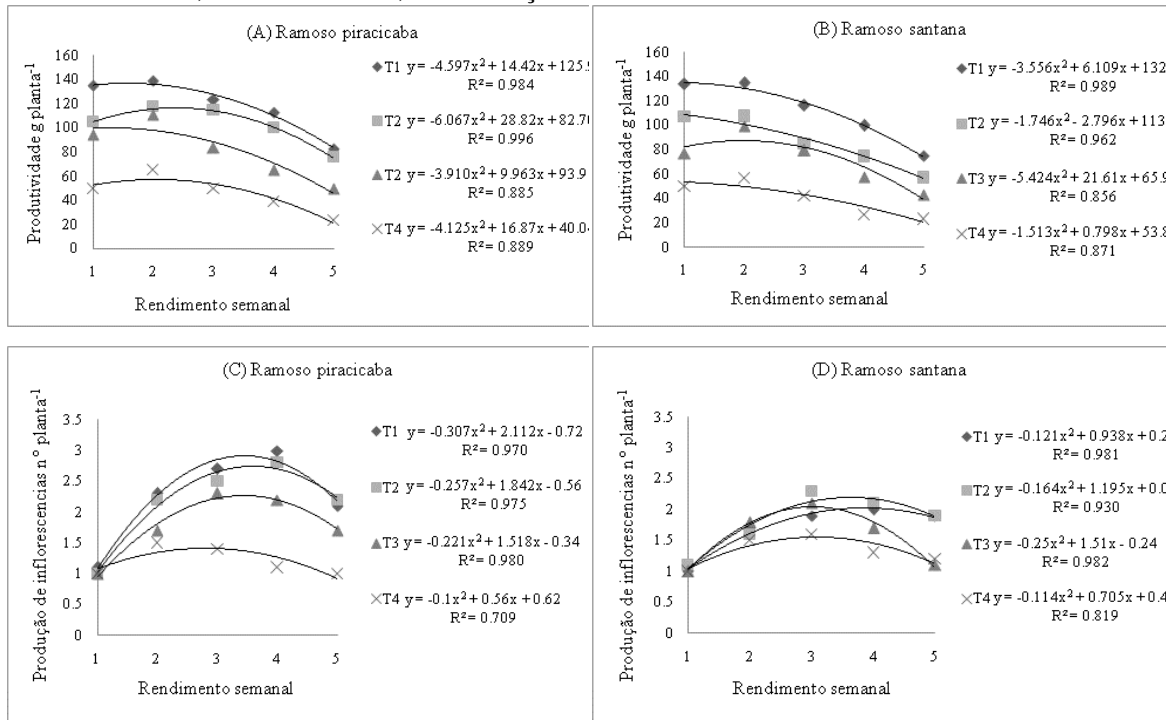 (A) Ramoso piracicaba
Produtividade g planta⁻¹
160
140
120
100
80
60
40
20
0
1 2 3 4 5
Rendimento semanal
T1 y = -4.597x² + 14.42x + 125.
R² = 0.984
T2 y = -6.067x² + 28.82x + 82.7
R² = 0.996
T2 y = -3.910x² + 9.963x + 93.9
R² = 0.885
T4 y = -4.125x² + 16.87x + 40.0
R² = 0.889
(B) Ramoso santana
Produtividade g planta⁻¹
160
140
120
100
80
60
40
20
0
1 2 3 4 5
Rendimento semanal
T1 y = -3.556x² + 6.109x + 132
R² = 0.989
T2 y = -1.746x² - 2.796x + 113
R² = 0.962
T3 y = -5.424x² + 21.61x + 65.9
R² = 0.856
T4 y = -1.513x² + 0.798x + 53.8
R² = 0.871
(C) Ramoso piracicaba
Produção de inflorescencias n° planta⁻¹
3.5
3
2.5
2
1.5
1
0.5
0
1 2 3 4 5
Rendimento semanal
T1 y = -0.307x² + 2.112x - 0.72
R² = 0.970
T2 y = -0.257x² + 1.842x - 0.56
R² = 0.975
T3 y = -0.221x² + 1.518x - 0.34
R² = 0.980
T4 y = -0.1x² + 0.56x + 0.62
R² = 0.709
(D) Ramoso santana
Produção de inflorescencias n° planta⁻¹
3.5
3
2.5
2
1.5
1
0.5
0
1 2 3 4 5
Rendimento semanal
T1 y = -0.121x² + 0.938x + 0.2
R² = 0.981
T2 y = -0.164x² + 1.195x + 0.0
R² = 0.930
T3 y = -0.25x² + 1.51x - 0.24
R² = 0.982
T4 y = -0.114x² + 0.705x + 0.4
R² = 0.819